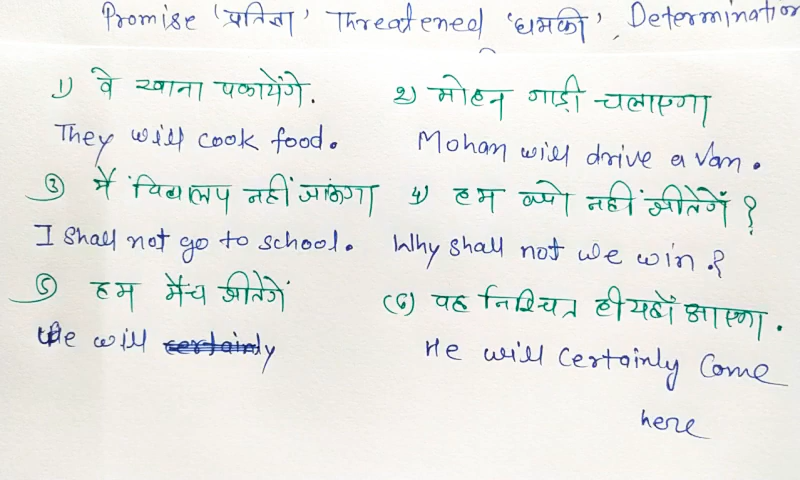 Promise 'प्रतिज्ञा' Threatened 'धमकी', Determination
1) वे खाना पकायेंगे.
They will cook food.
2) मोहन गाड़ी चलाएगा
Mohan will drive a van.
③ मैं विद्यालय नहीं जाऊंगा
I shall not go to school.
4) हम क्यो नहीं जीतेगें ?
Why shall not we win ?
⑤ हम मैच जीतेगें
We will certainly
(6) वह निश्चित ही यहाँ आएगा.
He will certainly come
here